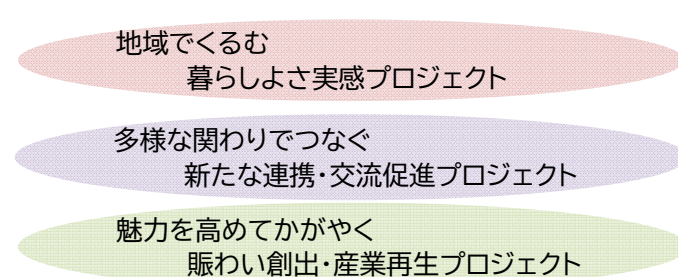 地域でくるむ
暮らしよさ実感プロジェクト
多様な関わりでつなぐ
新たな連携・交流促進プロジェクト
魅力を高めてかがやく
賑わい創出・産業再生プロジェクト